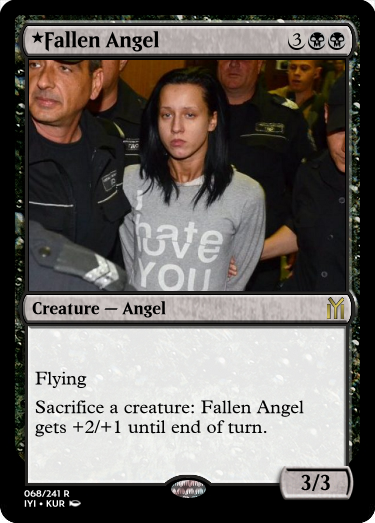 ★Fallen Angel 3
I
hate
love
YOU
Creature — Angel
Flying
Sacrifice a creature: Fallen Angel
gets +2/+1 until end of turn.
3/3
068/241 R
IYI • KUR